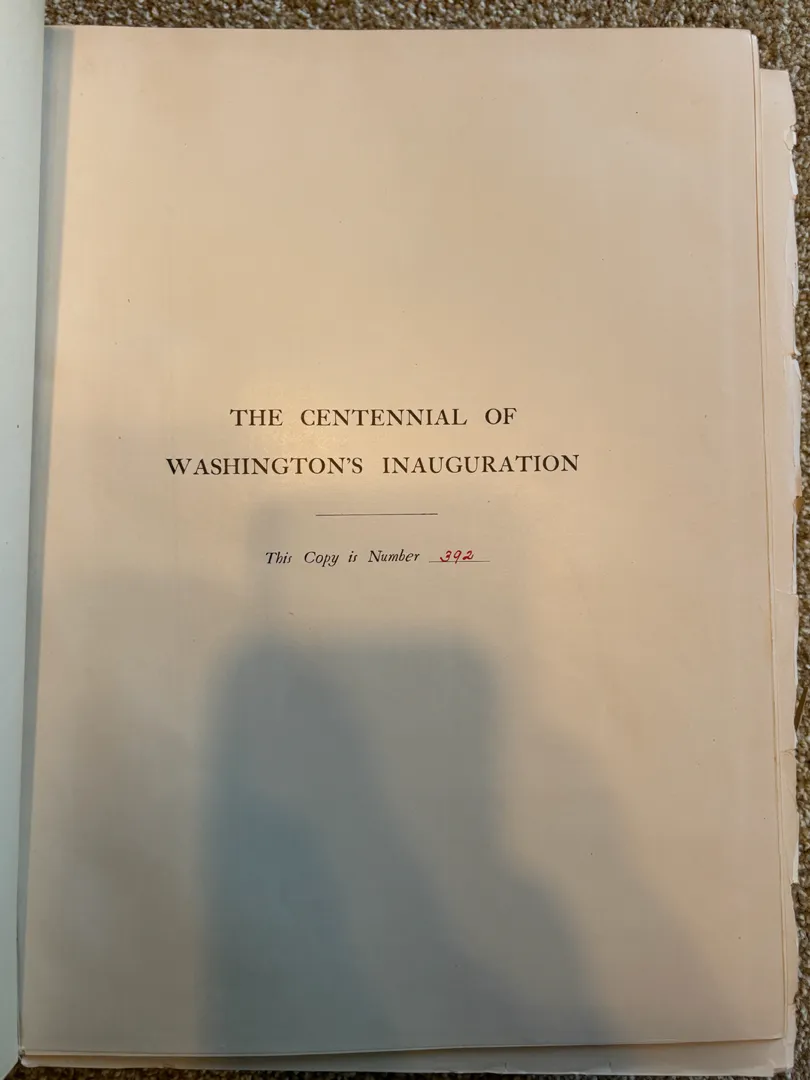 THE CENTENNIAL OF
WASHINGTON'S INAUGURATION
This Copy is Number 392